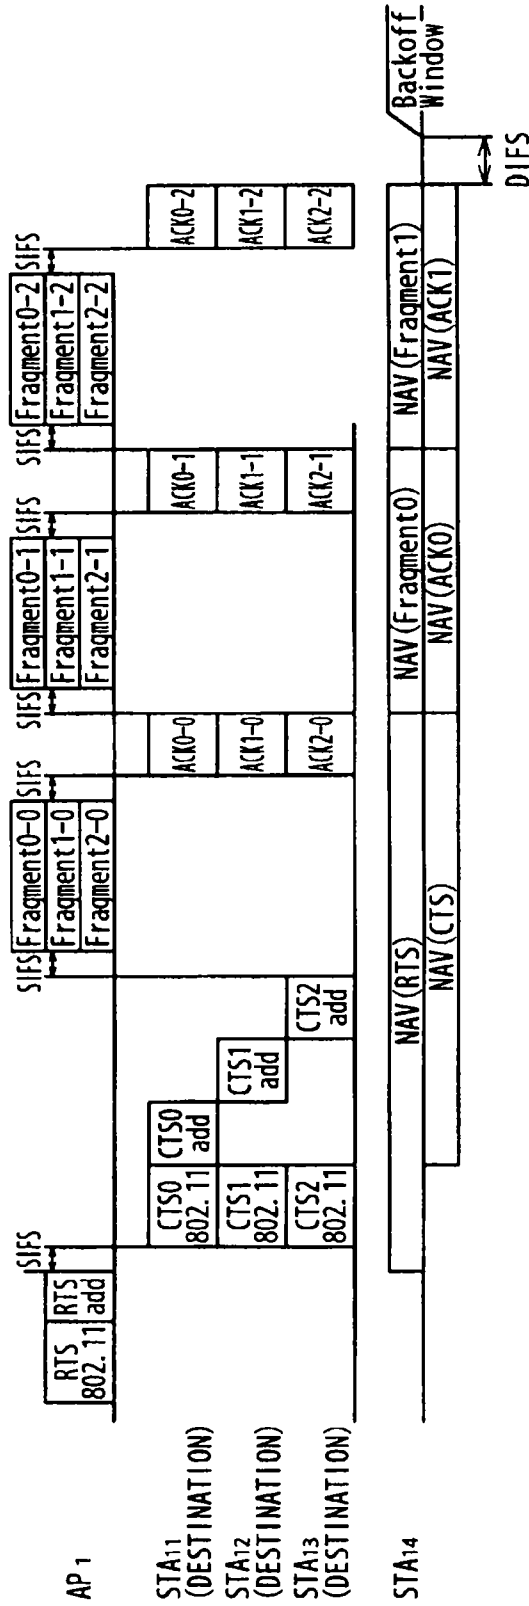 AP1
RTS
802.11
RTS
add
SIFS
SIFS
Fragment0-0
Fragment1-0
Fragment2-0
SIFS
SIFS
Fragment0-1
Fragment1-1
Fragment2-1
SIFS
SIFS
Fragment0-2
Fragment1-2
Fragment2-2
SIFS
STA11
(DESTINATION)
CTS0
802.11
CTS0
add
ACK0-0
ACK0-1
ACK0-2
STA12
(DESTINATION)
CTS1
802.11
CTS1
add
ACK1-0
ACK1-1
ACK1-2
STA13
(DESTINATION)
CTS2
802.11
CTS2
add
ACK2-0
ACK2-1
ACK2-2
STA14
NAV(RTS)
NAV(Fragment0)
NAV(Fragment1)
Backoff
Window
NAV(CTS)
NAV(ACK0)
NAV(ACK1)
DIFS